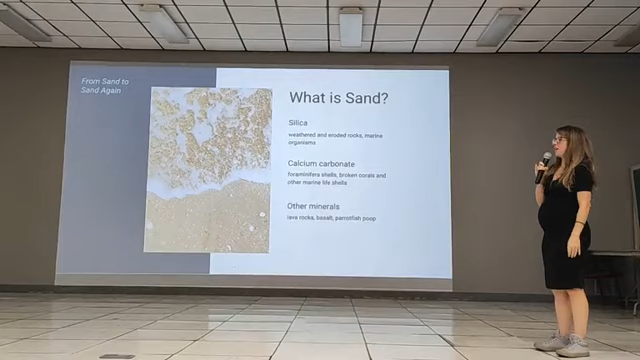 From Sand to
Sand Again
What is Sand?
Silica
weathered and eroded rocks, marine
organisms
Calcium carbonate
foraminifera shells, broken corals and
other marine life shells
Other minerals
lava rocks, basalt, parrotfish poop